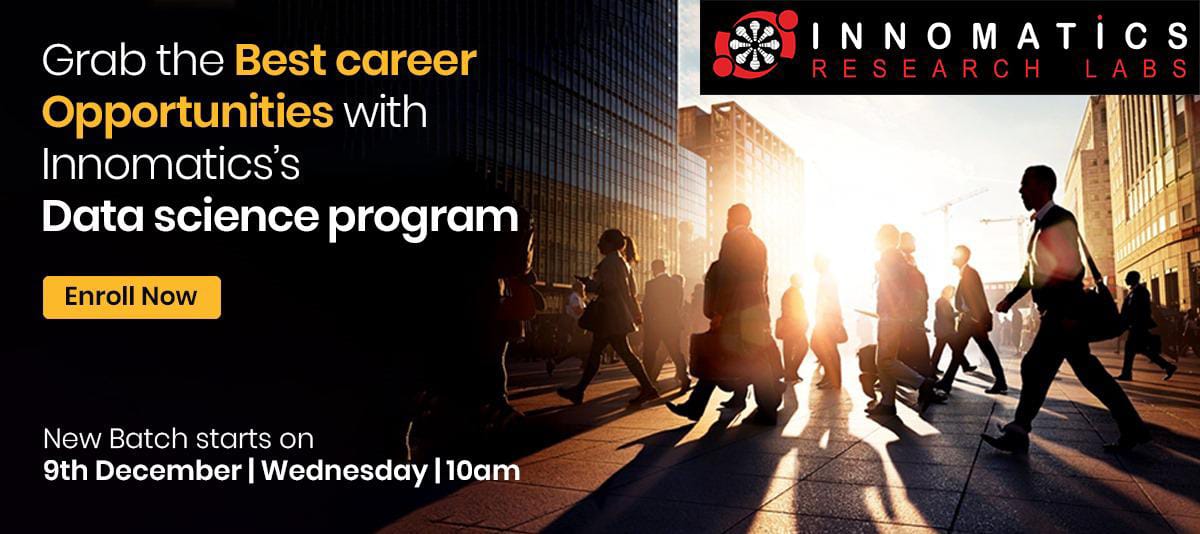 Grab the Best career
Opportunities with
Innomatics’s
Data science program
Enroll Now
New Batch starts on
9th December | Wednesday | 10am
INNOMATICS
RESEARCH LABS